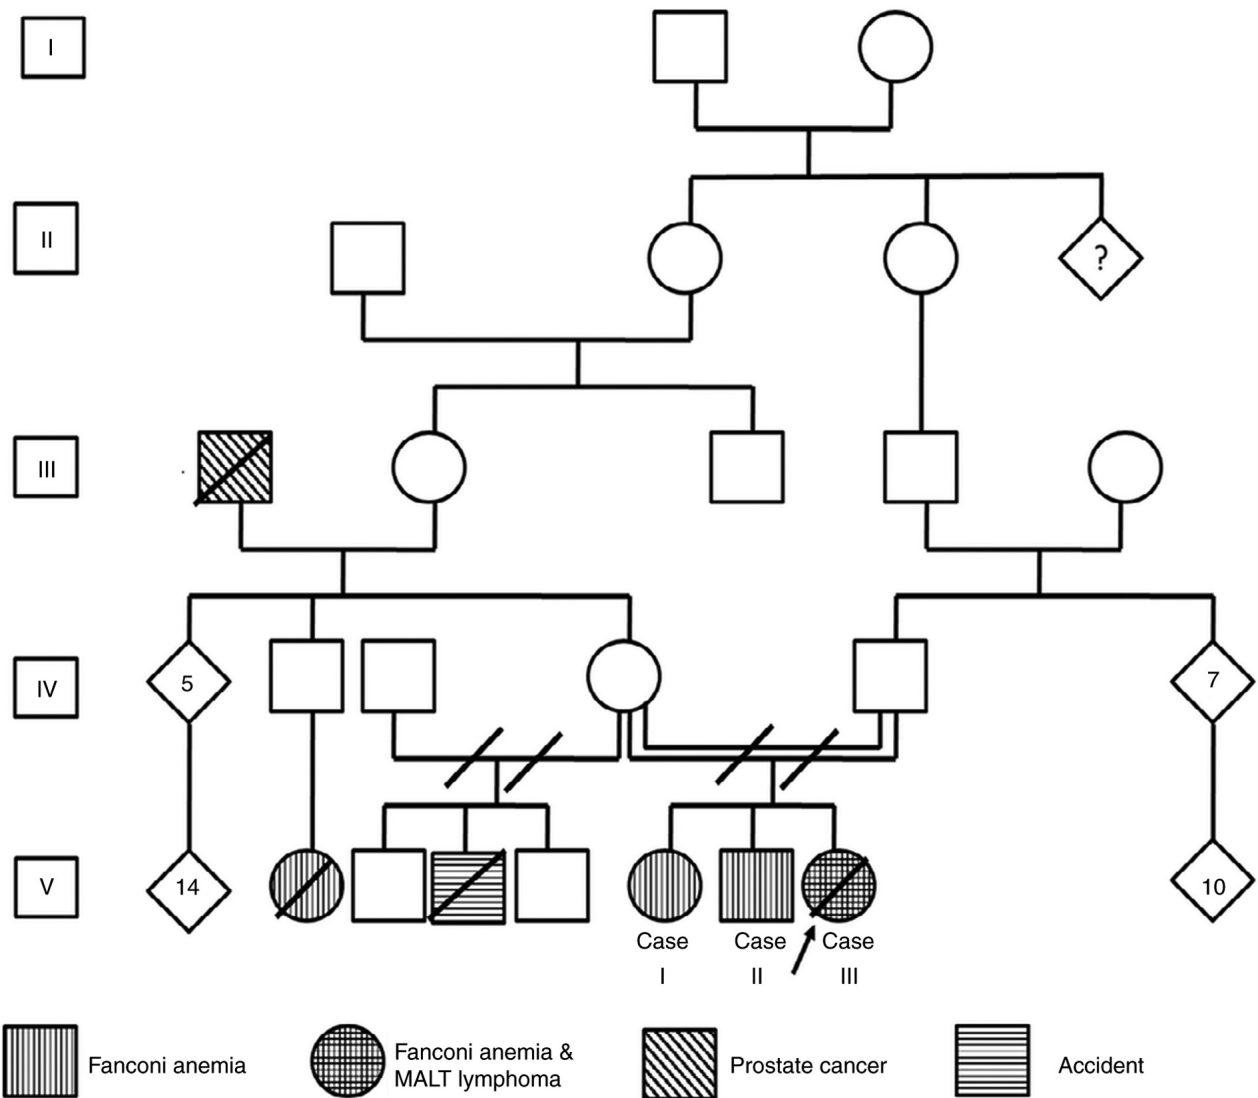 I
II
?
III
IV
5
7
V
14
10
Case
I
Case
II
Case
III
Fanconi anemia
Fanconi anemia &
MALT lymphoma
Prostate cancer
Accident